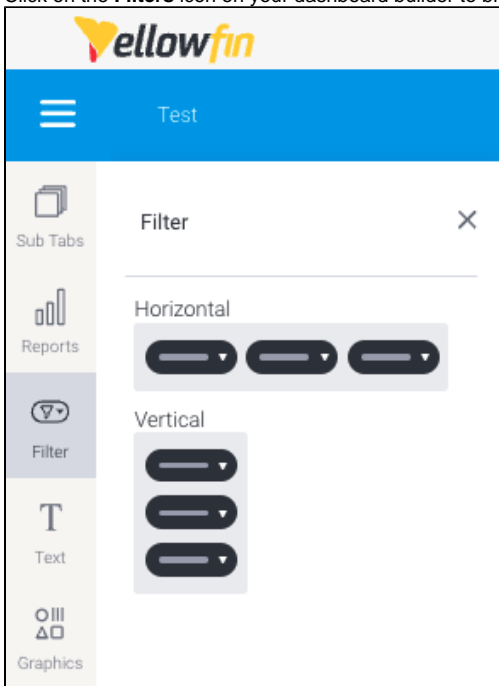 Click on the Filters icon on your dashboard builder to
Yellowfin
Test
Sub Tabs
Filter
Reports
Horizontal
Filter
Vertical
Text
Graphics